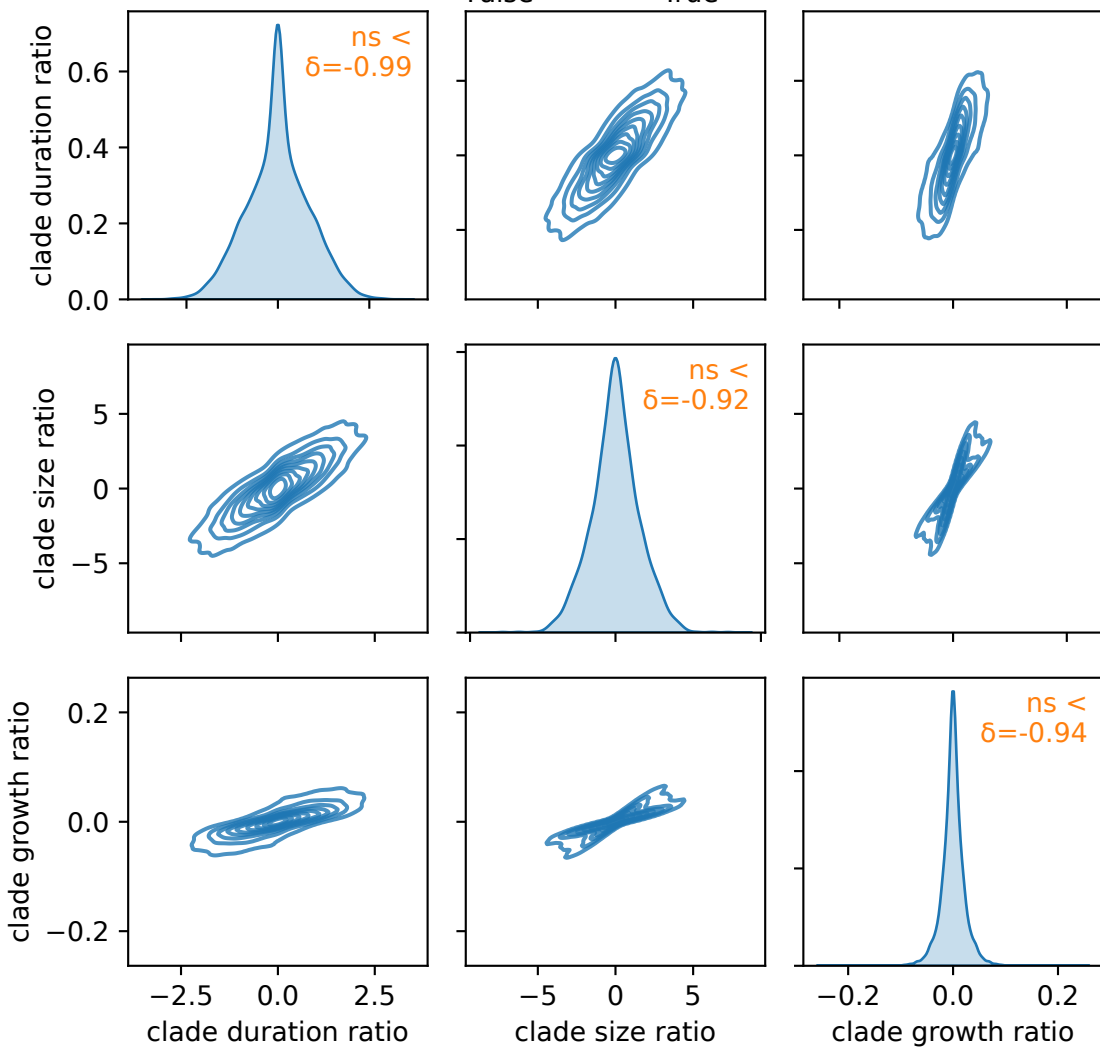 clade duration ratio
0.6
0.4
0.2
0.0
ns <
δ=-0.99
clade size ratio
5
0
−5
ns <
δ=-0.92
clade growth ratio
0.2
0.0
−0.2
ns <
δ=-0.94
−2.5 0.0 2.5
−5 0 5
−0.2 0.0 0.2
clade duration ratio
clade size ratio
clade growth ratio